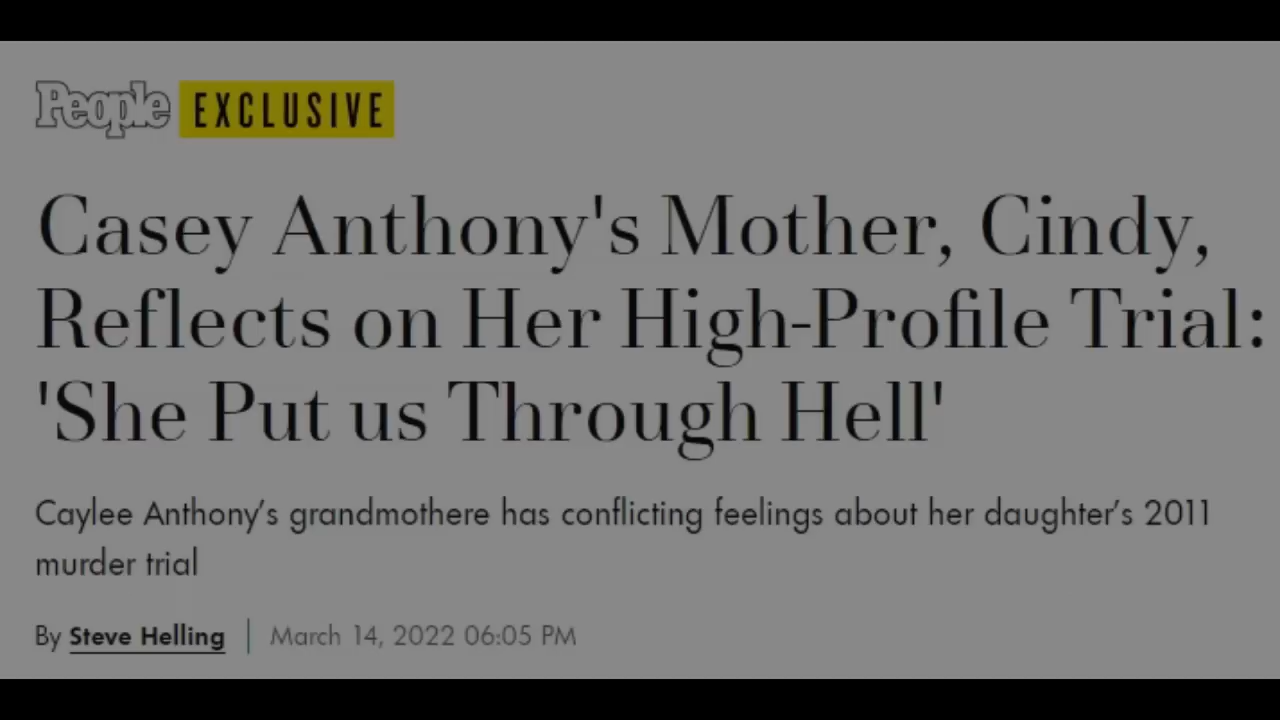 People EXCLUSIVE
Casey Anthony's Mother, Cindy,
Reflects on Her High-Profile Trial:
'She Put us Through Hell'
Caylee Anthony’s grandmothere has conflicting feelings about her daughter’s 2011
murder trial
By Steve Helling | March 14, 2022 06:05 PM